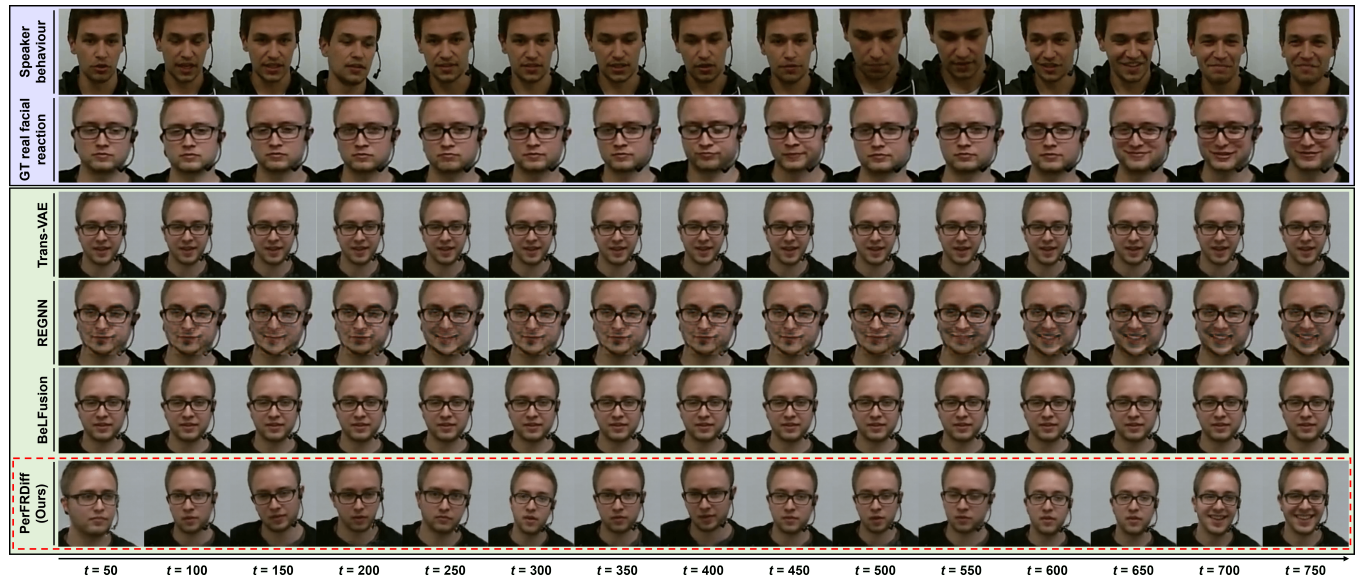 Speaker
behaviour
GT real facial
reaction
Trans-VAE
REGNN
BeLFusion
PerFRDiff
(Ours)
t = 50 t = 100 t = 150 t = 200 t = 250 t = 300 t = 350 t = 400 t = 450 t = 500 t = 550 t = 600 t = 650 t = 700 t = 750